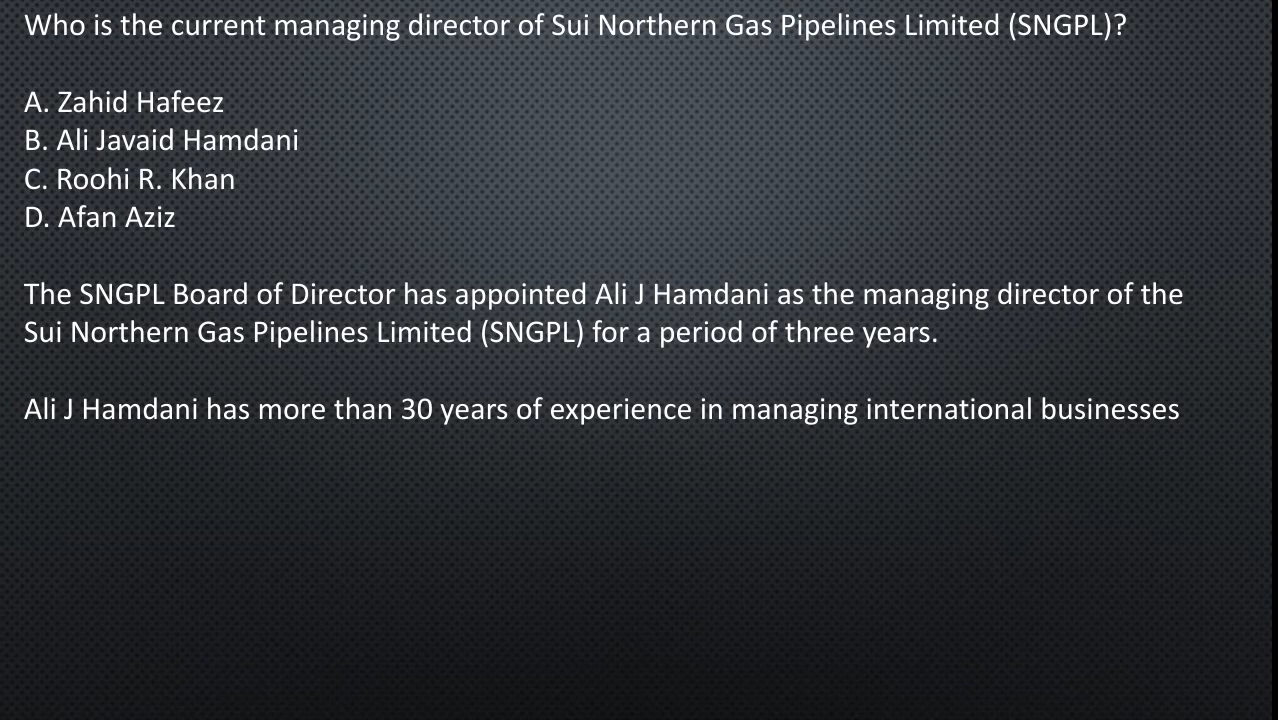 Who is the current managing director of Sui Northern Gas Pipelines Limited (SNGPL)?
A. Zahid Hafeez
B. Ali Javaid Hamdani
C. Roohi R. Khan
D. Afan Aziz
The SNGPL Board of Director has appointed Ali J Hamdani as the managing director of the
Sui Northern Gas Pipelines Limited (SNGPL) for a period of three years.
Ali J Hamdani has more than 30 years of experience in managing international businesses